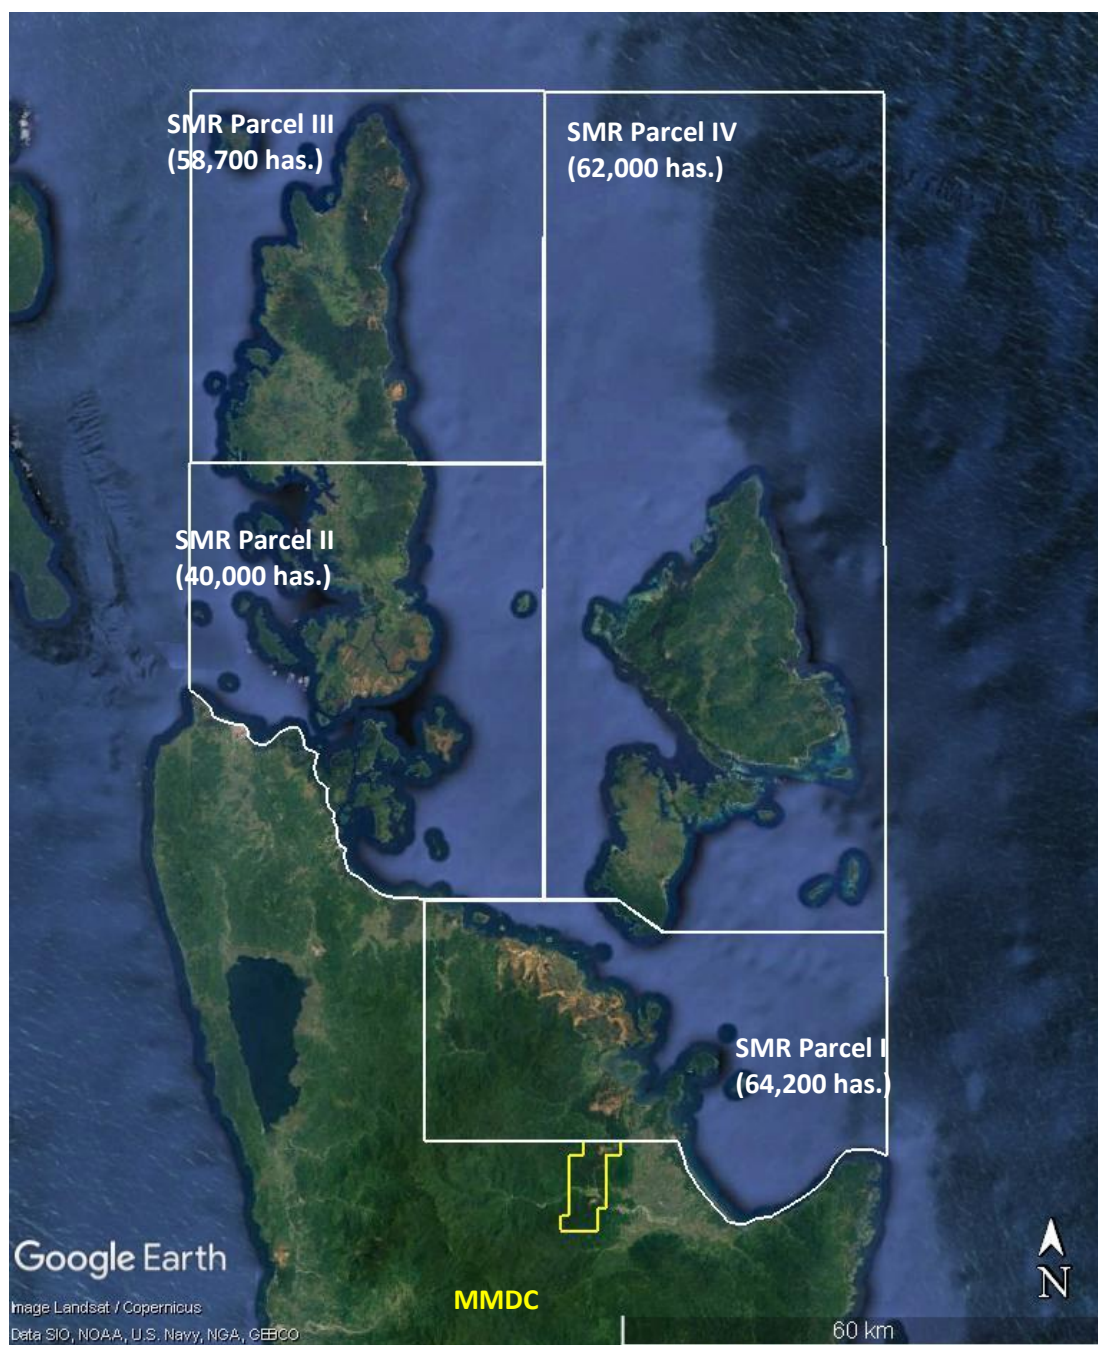 SMR Parcel III
(58,700 has.)
SMR Parcel IV
(62,000 has.)
SMR Parcel II
(40,000 has.)
SMR Parcel I
(64,200 has.)
Google Earth
N
MMDC
Image Landsat / Copernicus
Data SIO, NOAA, U.S. Navy, NGA, GEBCO
60 km